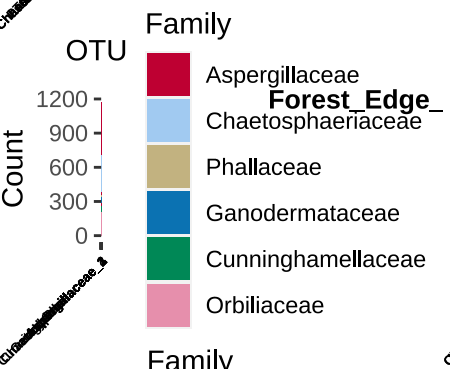 Family
OTU
Aspergillaceae
Forest_Edge_
1200
Chaetosphaeriaceae
900
Count
600
Phallaceae
300
Ganodermataceae
0
Cunninghamellaceae
Orbiliaceae
Family